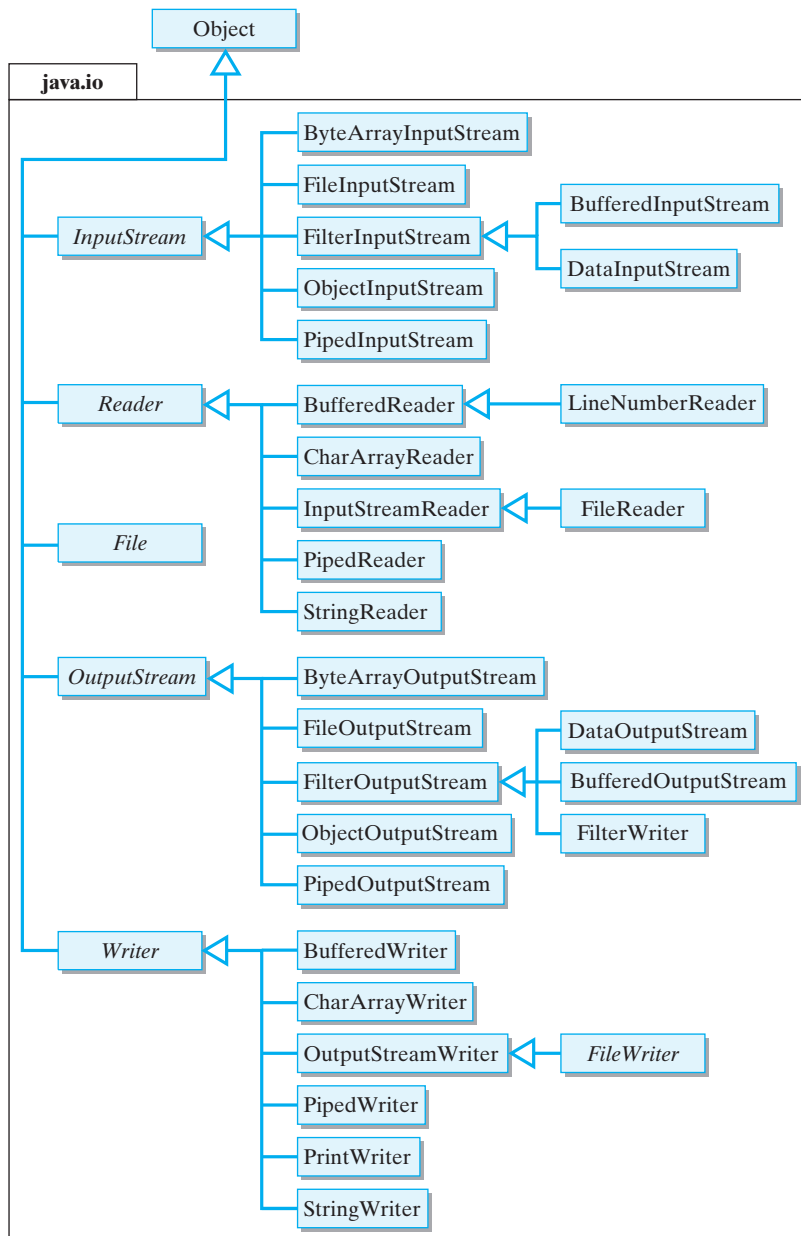 Object
java.io
ByteArrayInputStream
FileInputStream
InputStream
FilterInputStream
BufferedInputStream
DataInputStream
ObjectInputStream
PipedInputStream
Reader
BufferedReader
LineNumberReader
CharArrayReader
InputStreamReader
FileReader
File
PipedReader
StringReader
OutputStream
ByteArrayOutputStream
FileOutputStream
DataOutputStream
FilterOutputStream
BufferedOutputStream
ObjectOutputStream
FilterWriter
PipedOutputStream
Writer
BufferedWriter
CharArrayWriter
OutputStreamWriter
FileWriter
PipedWriter
PrintWriter
StringWriter